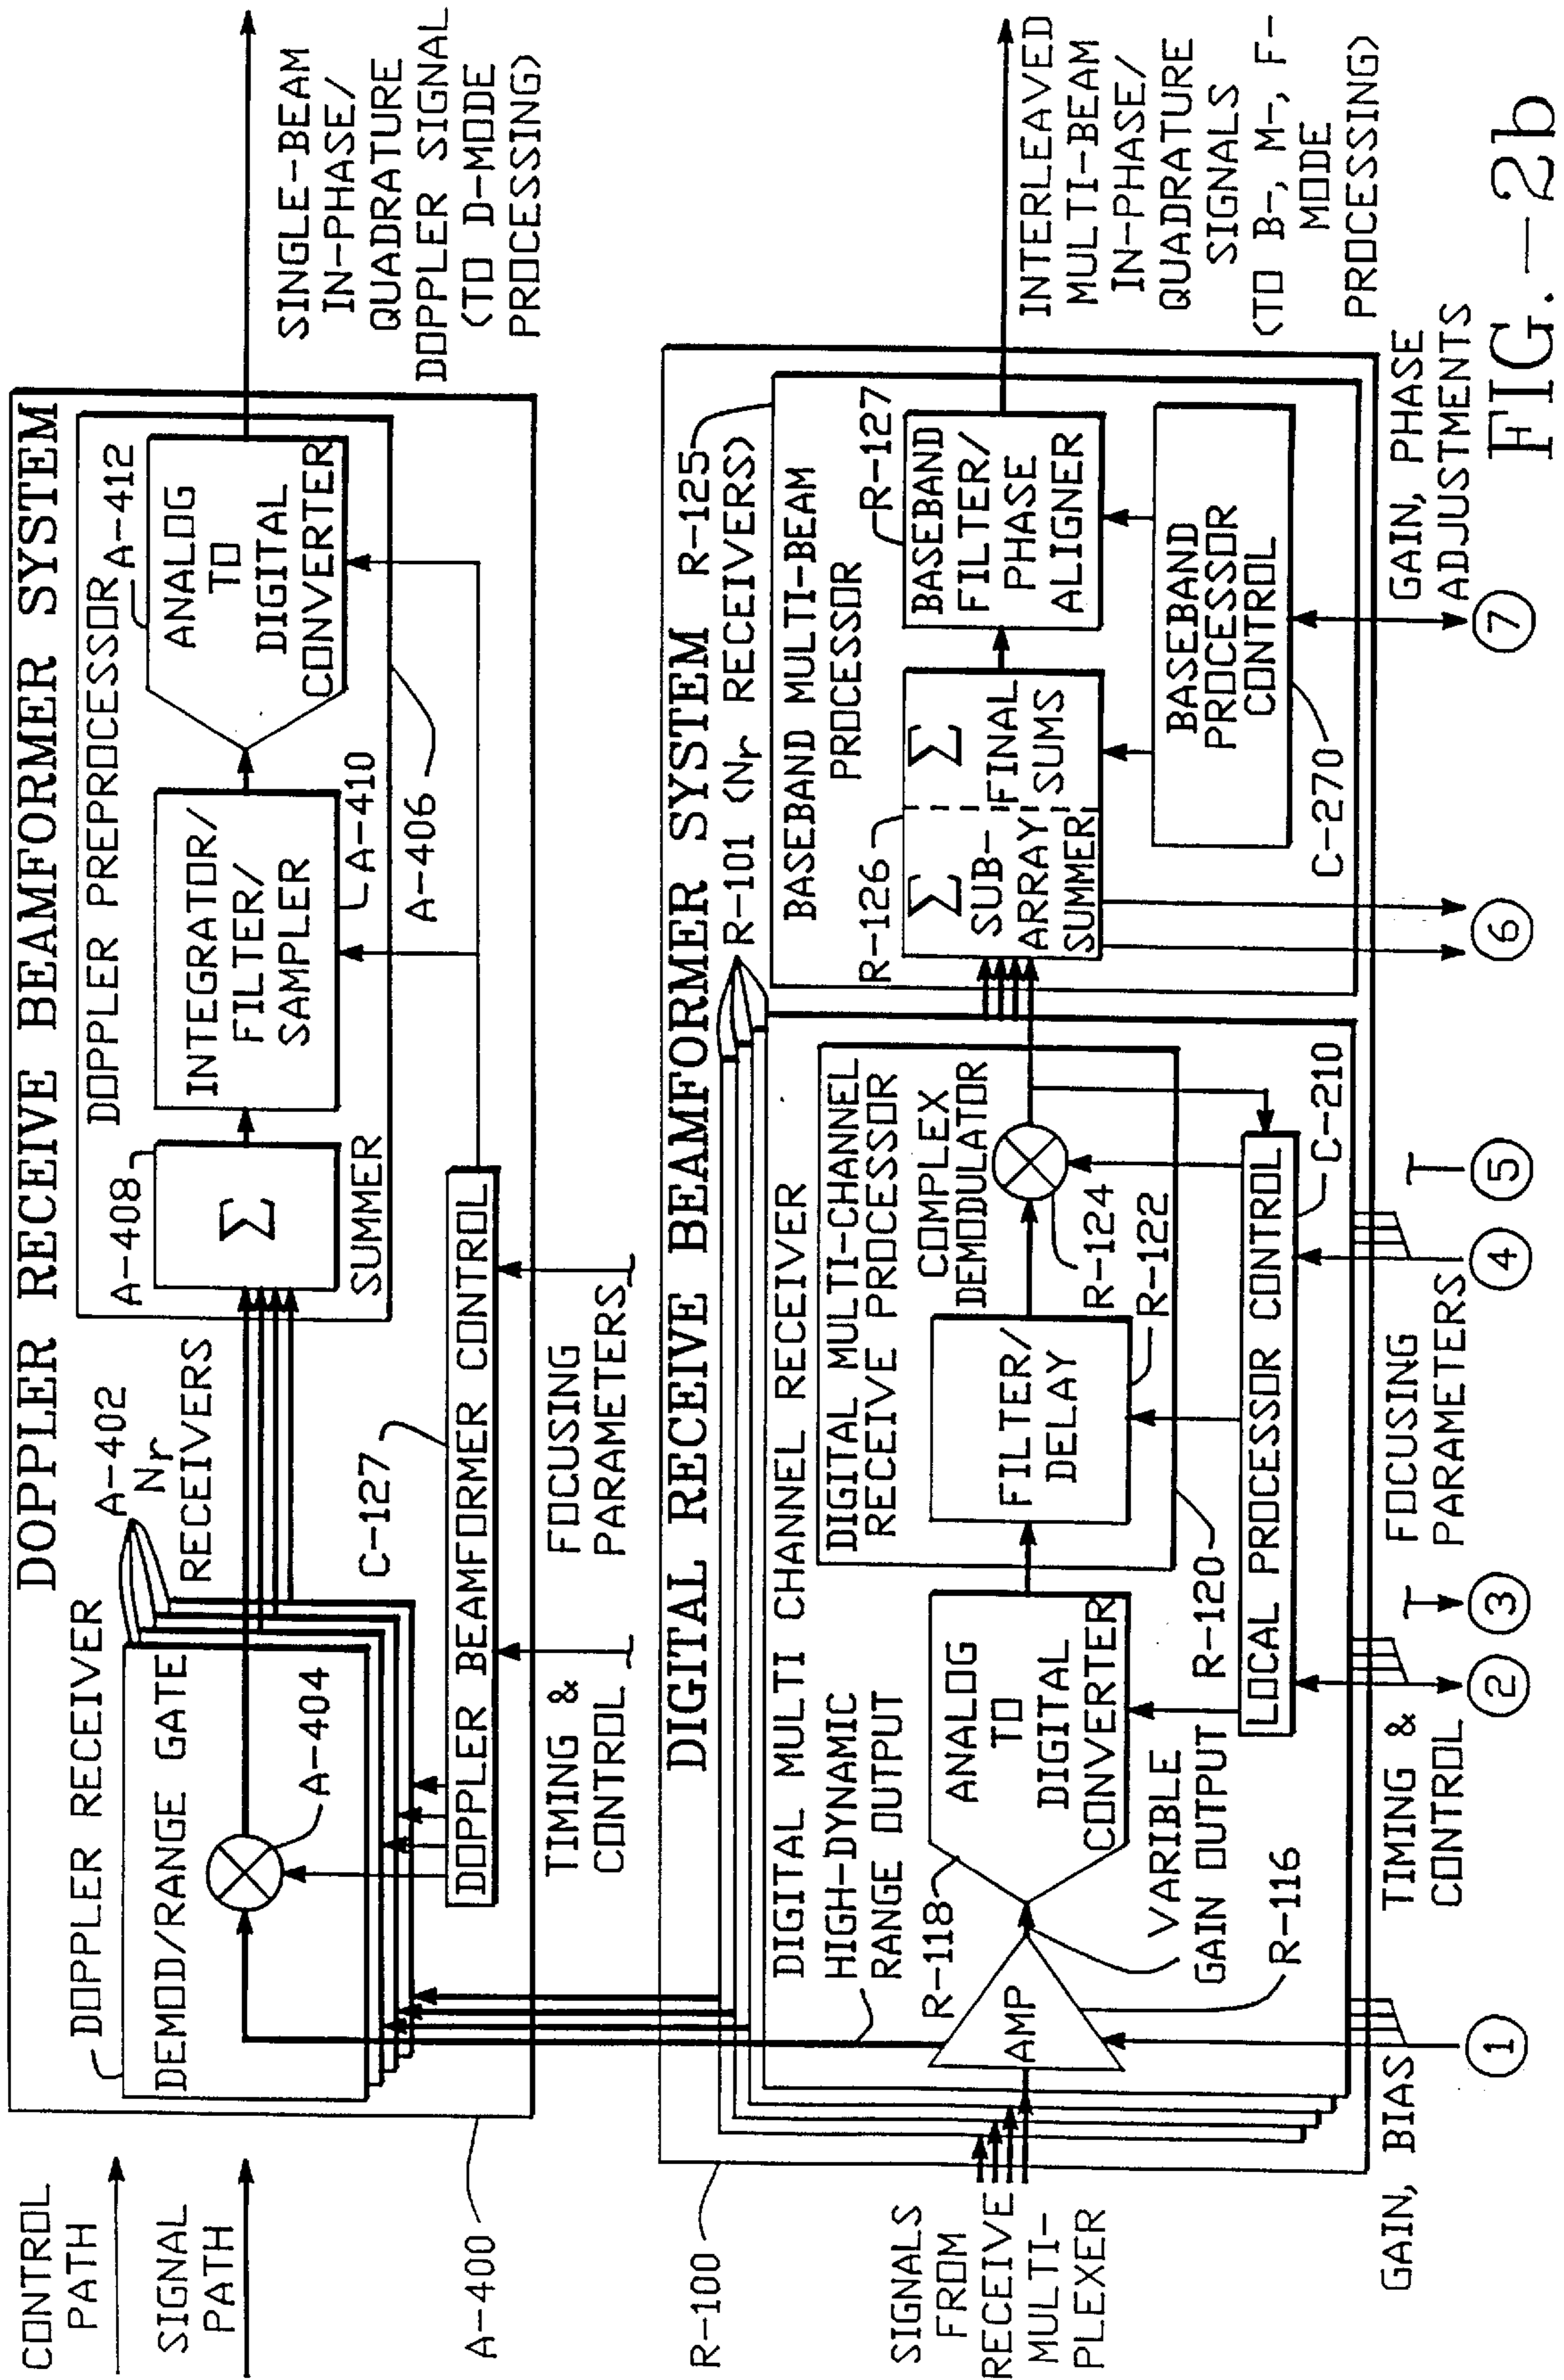 CONTROL
PATH
SIGNAL
PATH
DOPPLER RECEIVE BEAMFORMER SYSTEM
DOPPLER RECEIVER
DEMOD/RANGE GATE
A-404
A-402
Nr
RECEIVERS
DOPPLER PREPROCESSOR
A-408
Σ
SUMMER
INTEGRATOR/
FILTER/
SAMPLER
A-410
A-412
ANALOG
TO
DIGITAL
CONVERTER
A-406
C-127
DOPPLER BEAMFORMER CONTROL
TIMING &
CONTROL
FOCUSING
PARAMETERS
A-400
SINGLE-BEAM
IN-PHASE/
QUADRATURE
DOPPLER SIGNAL
(TO D-MODE
PROCESSING)
DIGITAL RECEIVE BEAMFORMER SYSTEM
R-100
R-101 (Nr RECEIVERS)
DIGITAL MULTI CHANNEL RECEIVER
HIGH-DYNAMIC
RANGE OUTPUT
SIGNALS
FROM
RECEIVE
MULTI-
PLEXER
AMP
R-116
VARIBLE
GAIN OUTPUT
R-118
ANALOG
TO
DIGITAL
CONVERTER
DIGITAL MULTI-CHANNEL
RECEIVE PROCESSOR
R-120
FILTER/
DELAY
R-122
COMPLEX
DEMODULATOR
R-124
LOCAL PROCESSOR CONTROL
C-210
R-125
BASEBAND MULTI-BEAM
PROCESSOR
R-126
Σ Σ
SUB-
ARRAY
SUMMER
FINAL
SUMS
R-127
BASEBAND
FILTER/
PHASE
ALIGNER
BASEBAND
PROCESSOR
CONTROL
C-270
INTERLEAVED
MULTI-BEAM
IN-PHASE/
QUADRATURE
SIGNALS
(TO B-, M-, F-
MODE
PROCESSING)
GAIN, BIAS
1
TIMING &
CONTROL
2
3
FOCUSING
PARAMETERS
4
5
6
7
GAIN, PHASE
ADJUSTMENTS
FIG.-2b